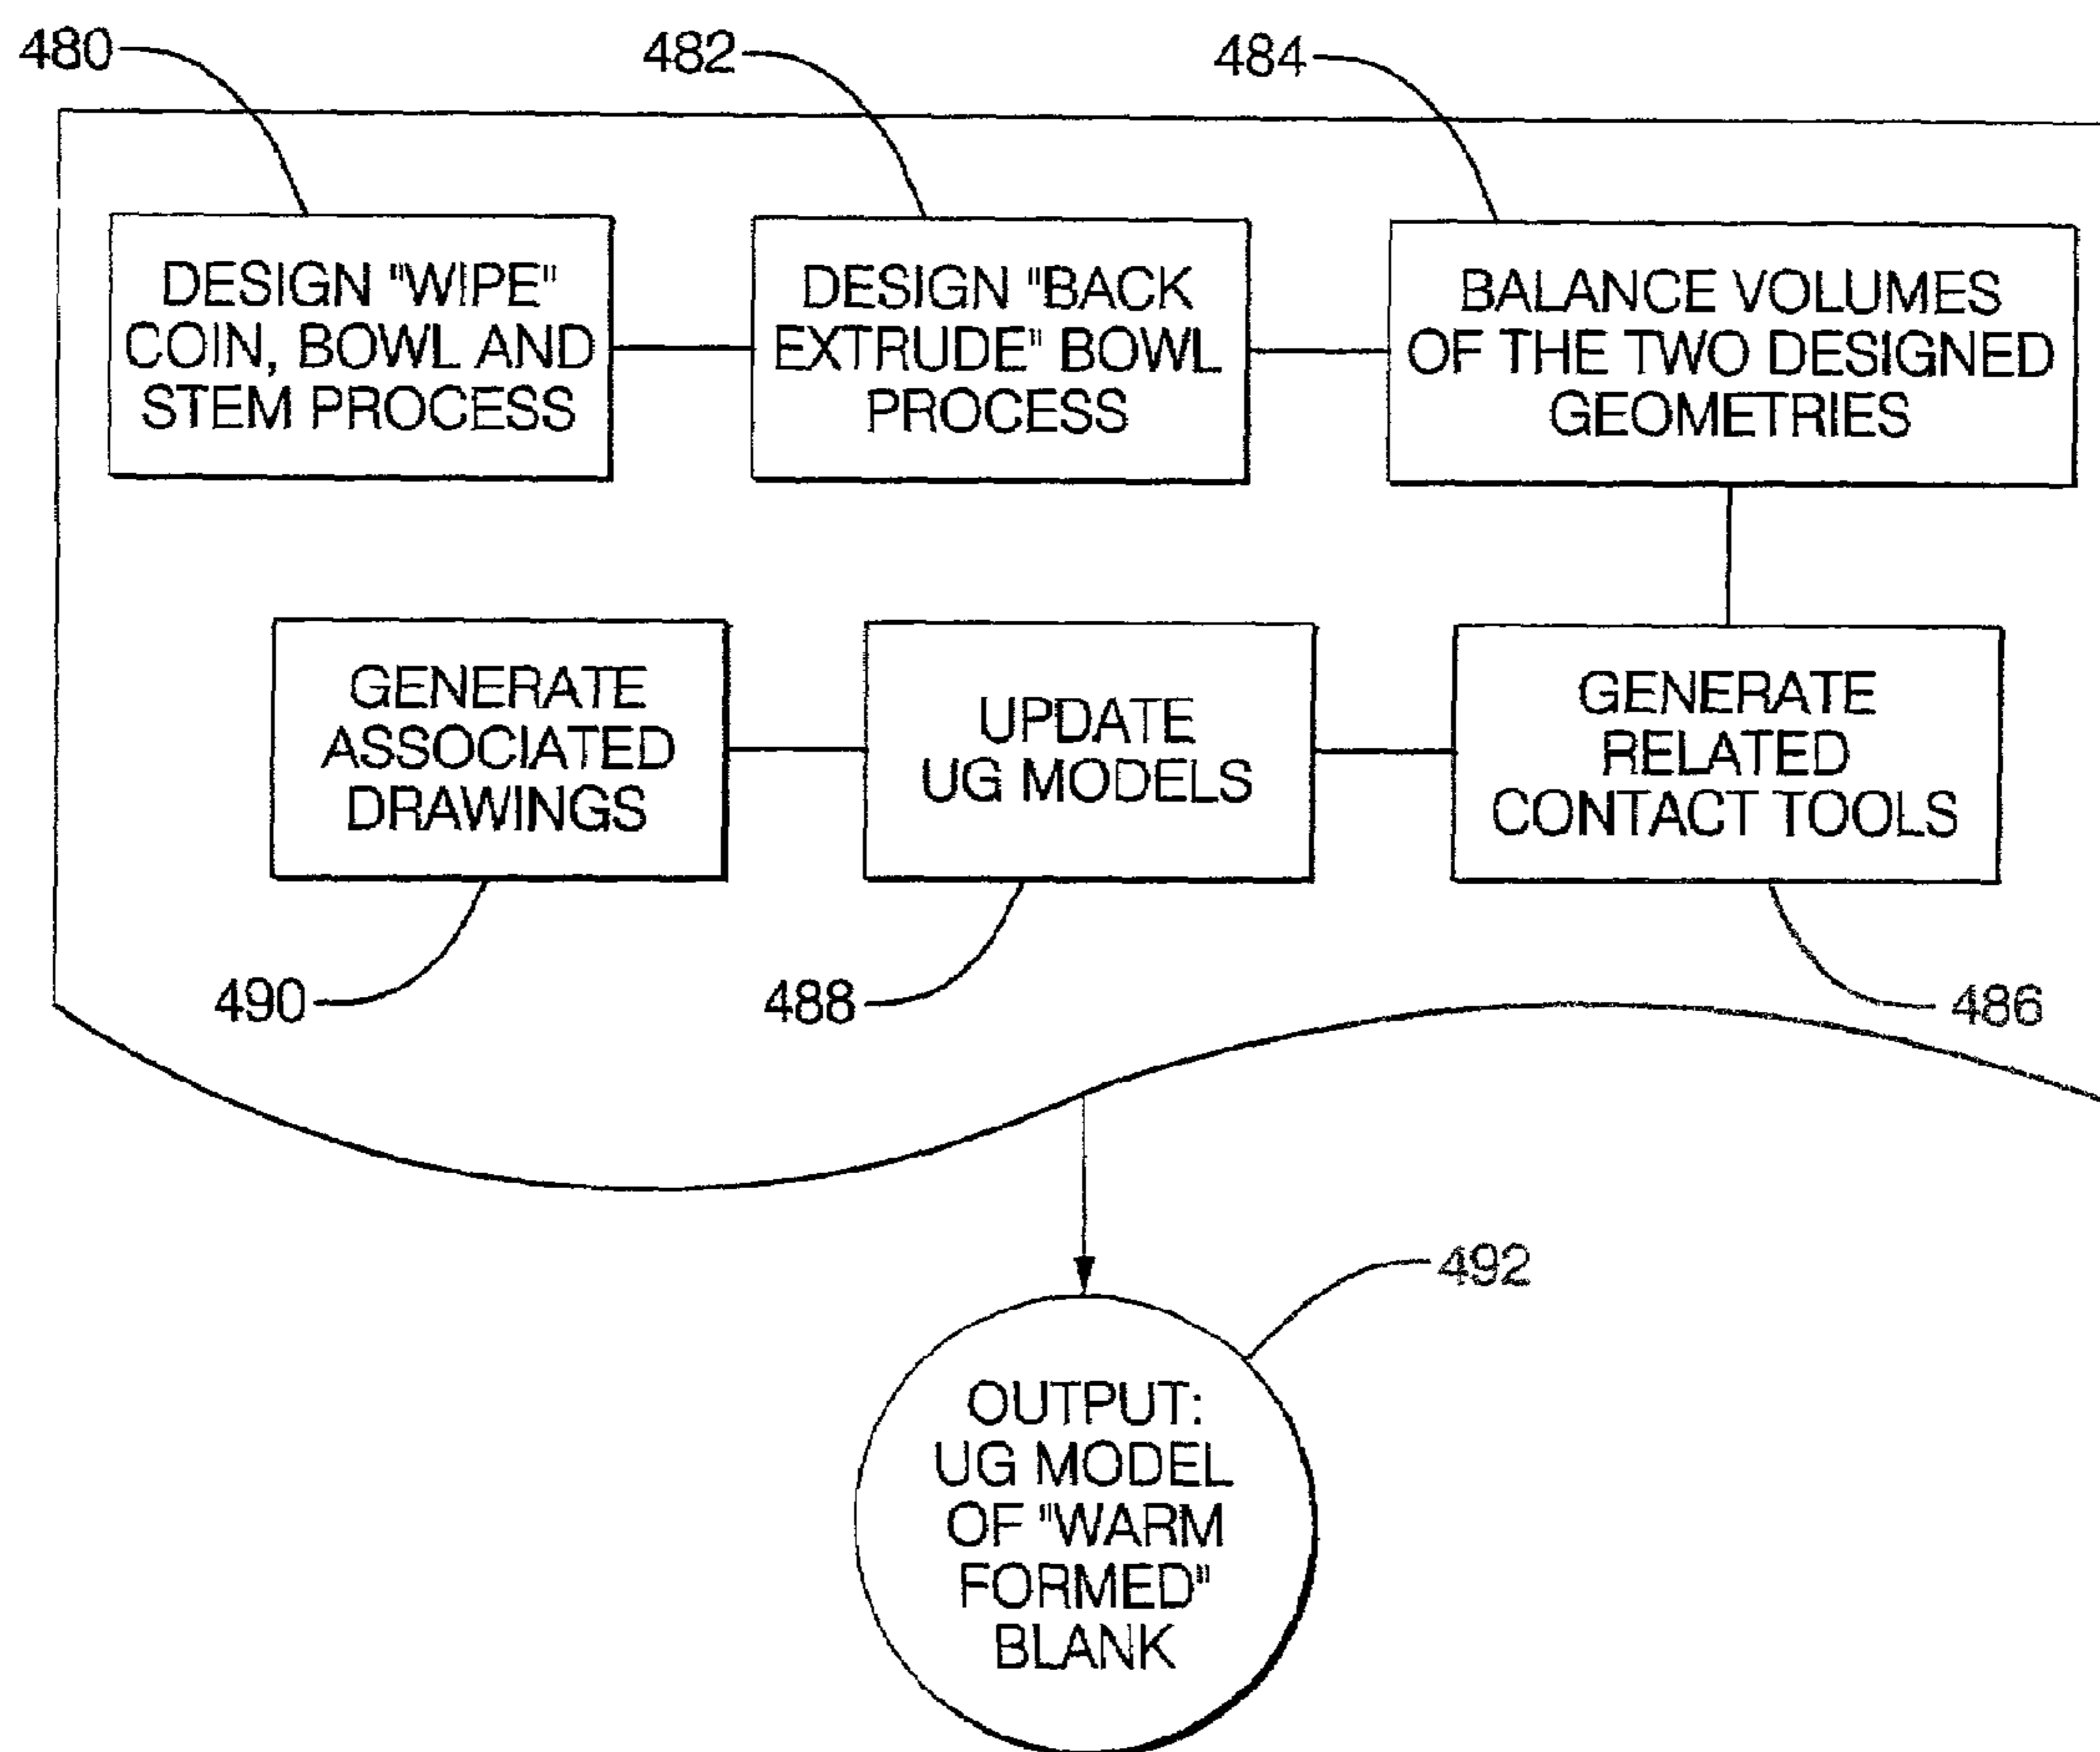 480
482
484
DESIGN "WIPE"
COIN, BOWL AND
STEM PROCESS
DESIGN "BACK
EXTRUDE" BOWL
PROCESS
BALANCE VOLUMES
OF THE TWO DESIGNED
GEOMETRIES
GENERATE
ASSOCIATED
DRAWINGS
UPDATE
UG MODELS
GENERATE
RELATED
CONTACT TOOLS
490
488
486
492
OUTPUT:
UG MODEL
OF "WARM
FORMED"
BLANK